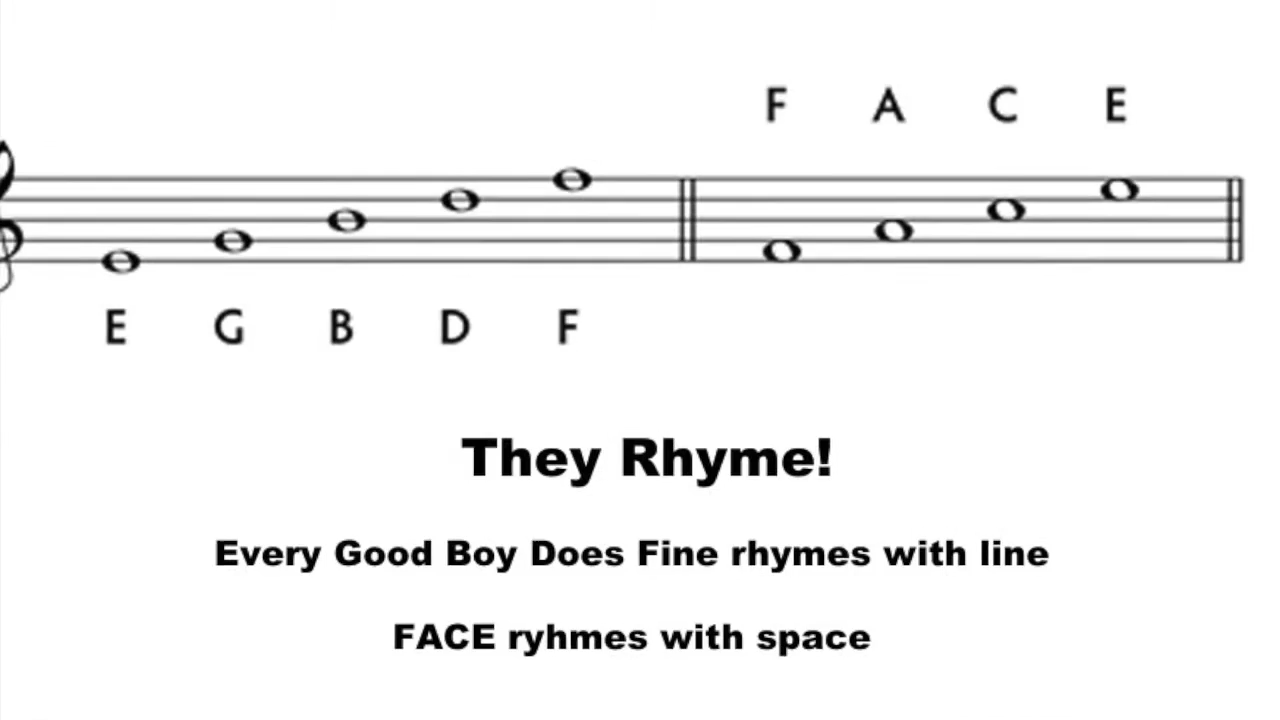 F A C E
E G B D F
They Rhyme!
Every Good Boy Does Fine rhymes with line
FACE ryhmes with space